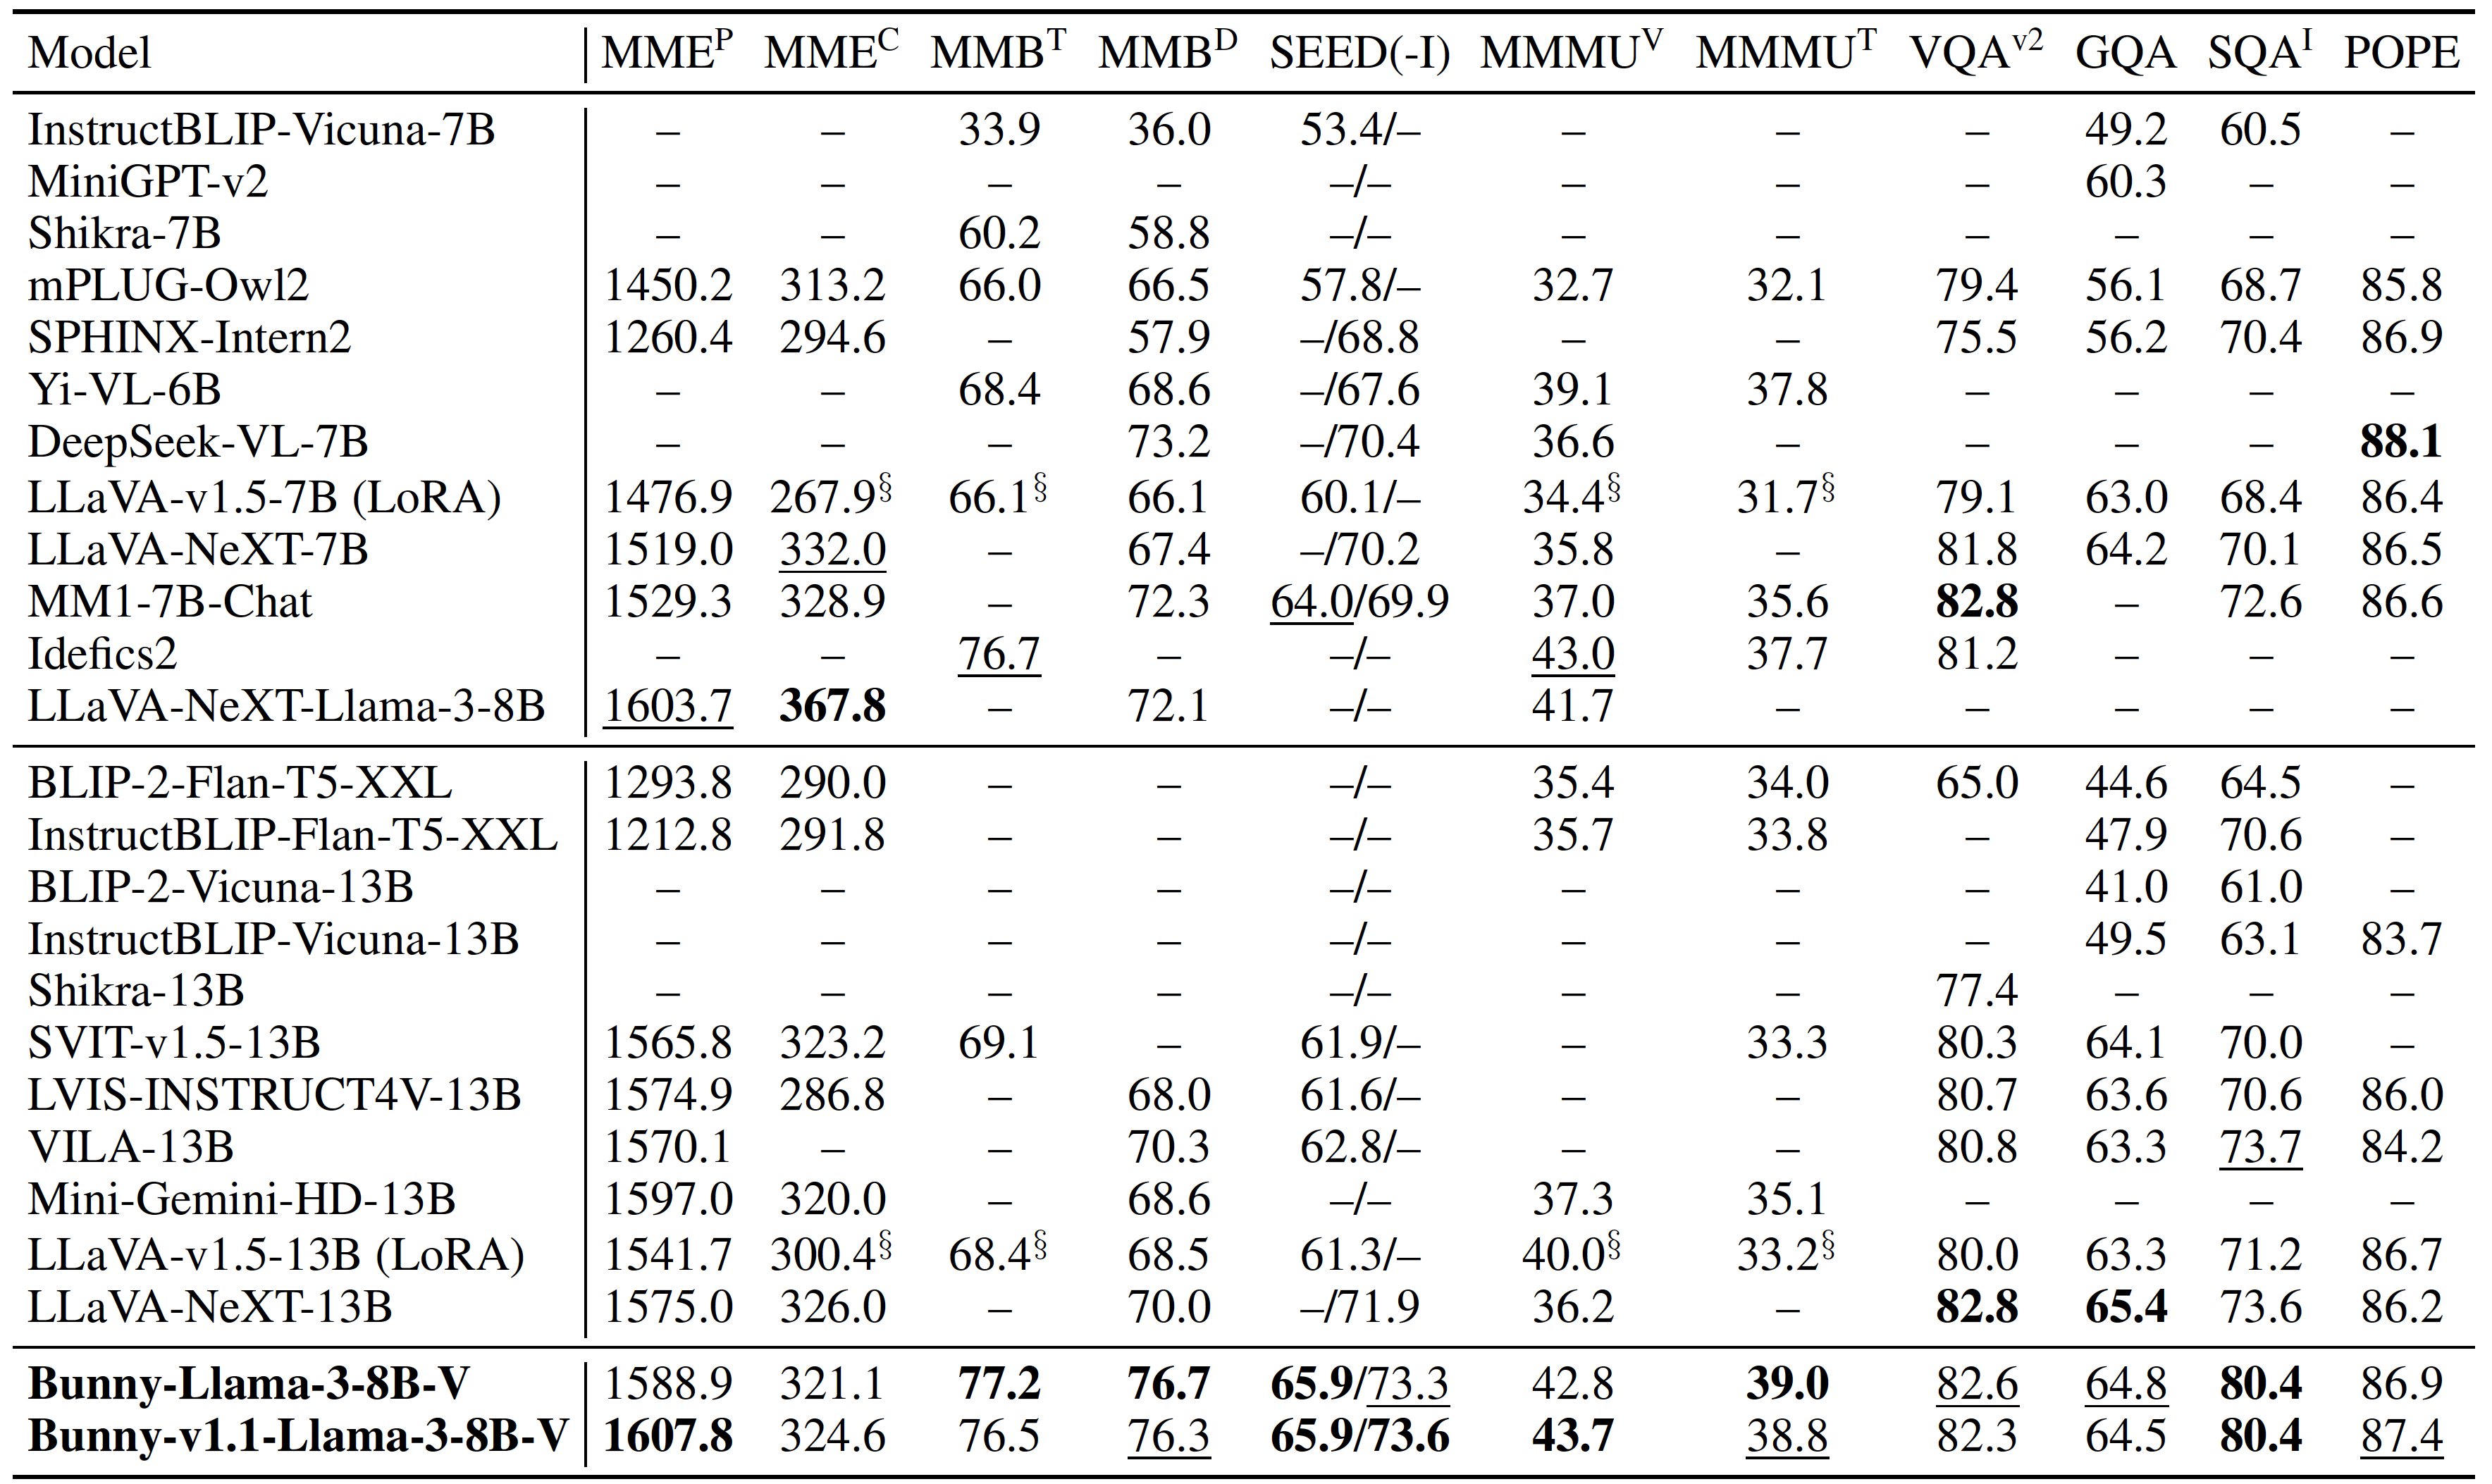 Model MME^P MME^C MMB^T MMB^D SEED(-I) MMMU^V MMMU^T VQA^v2 GQA SQA^I POPE
InstructBLIP-Vicuna-7B – – 33.9 36.0 53.4/– – – – 49.2 60.5 –
MiniGPT-v2 – – – – –/– – – – 60.3 – –
Shikra-7B – – 60.2 58.8 –/– – – – – – –
mPLUG-Owl2 1450.2 313.2 66.0 66.5 57.8/– 32.7 32.1 79.4 56.1 68.7 85.8
SPHINX-Intern2 1260.4 294.6 – 57.9 –/68.8 – – 75.5 56.2 70.4 86.9
Yi-VL-6B – – 68.4 68.6 –/67.6 39.1 37.8 – – – –
DeepSeek-VL-7B – – – 73.2 –/70.4 36.6 – – – – 88.1
LLaVA-v1.5-7B (LoRA) 1476.9 267.9§ 66.1§ 66.1 60.1/– 34.4§ 31.7§ 79.1 63.0 68.4 86.4
LLaVA-NeXT-7B 1519.0 332.0 – 67.4 –/70.2 35.8 – 81.8 64.2 70.1 86.5
MM1-7B-Chat 1529.3 328.9 – 72.3 64.0/69.9 37.0 35.6 82.8 – 72.6 86.6
Idefics2 – – 76.7 – –/– 43.0 37.7 81.2 – – –
LLaVA-NeXT-Llama-3-8B 1603.7 367.8 – 72.1 –/– 41.7 – – – – –
BLIP-2-Flan-T5-XXL 1293.8 290.0 – – –/– 35.4 34.0 65.0 44.6 64.5 –
InstructBLIP-Flan-T5-XXL 1212.8 291.8 – – –/– 35.7 33.8 – 47.9 70.6 –
BLIP-2-Vicuna-13B – – – – –/– – – – 41.0 61.0 –
InstructBLIP-Vicuna-13B – – – – –/– – – – 49.5 63.1 83.7
Shikra-13B – – – – –/– – – 77.4 – – –
SVIT-v1.5-13B 1565.8 323.2 69.1 – 61.9/– – 33.3 80.3 64.1 70.0 –
LVIS-INSTRUCT4V-13B 1574.9 286.8 – 68.0 61.6/– – – 80.7 63.6 70.6 86.0
VILA-13B 1570.1 – – 70.3 62.8/– – – 80.8 63.3 73.7 84.2
Mini-Gemini-HD-13B 1597.0 320.0 – 68.6 –/– 37.3 35.1 – – – –
LLaVA-v1.5-13B (LoRA) 1541.7 300.4§ 68.4§ 68.5 61.3/– 40.0§ 33.2§ 80.0 63.3 71.2 86.7
LLaVA-NeXT-13B 1575.0 326.0 – 70.0 –/71.9 36.2 – 82.8 65.4 73.6 86.2
Bunny-Llama-3-8B-V 1588.9 321.1 77.2 76.7 65.9/73.3 42.8 39.0 82.6 64.8 80.4 86.9
Bunny-v1.1-Llama-3-8B-V 1607.8 324.6 76.5 76.3 65.9/73.6 43.7 38.8 82.3 64.5 80.4 87.4